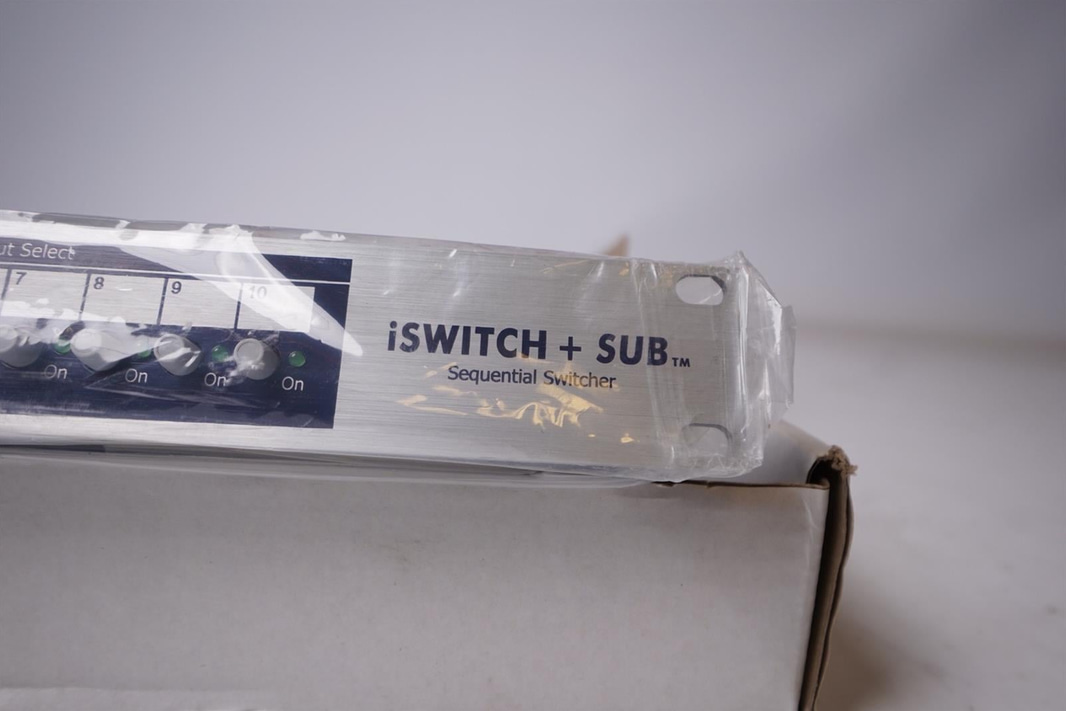 ut Select
7 8 9 10
On On On On
iSWITCH + SUB™
Sequential Switcher